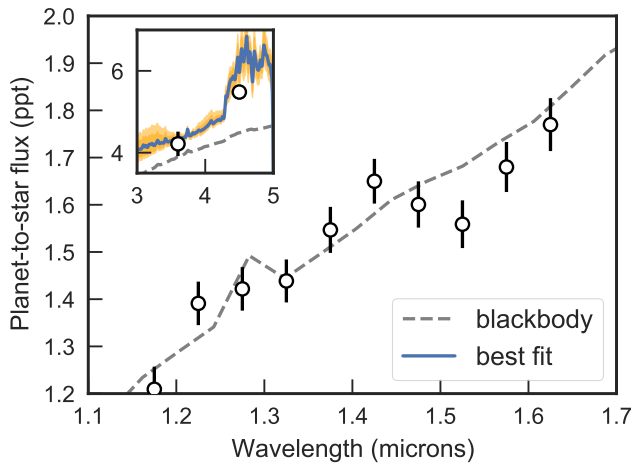 2.0
1.9
1.8
1.7
1.6
1.5
1.4
1.3
1.2
Planet-to-star flux (ppt)
6
4
3 4 5
blackbody
best fit
1.1 1.2 1.3 1.4 1.5 1.6 1.7
Wavelength (microns)